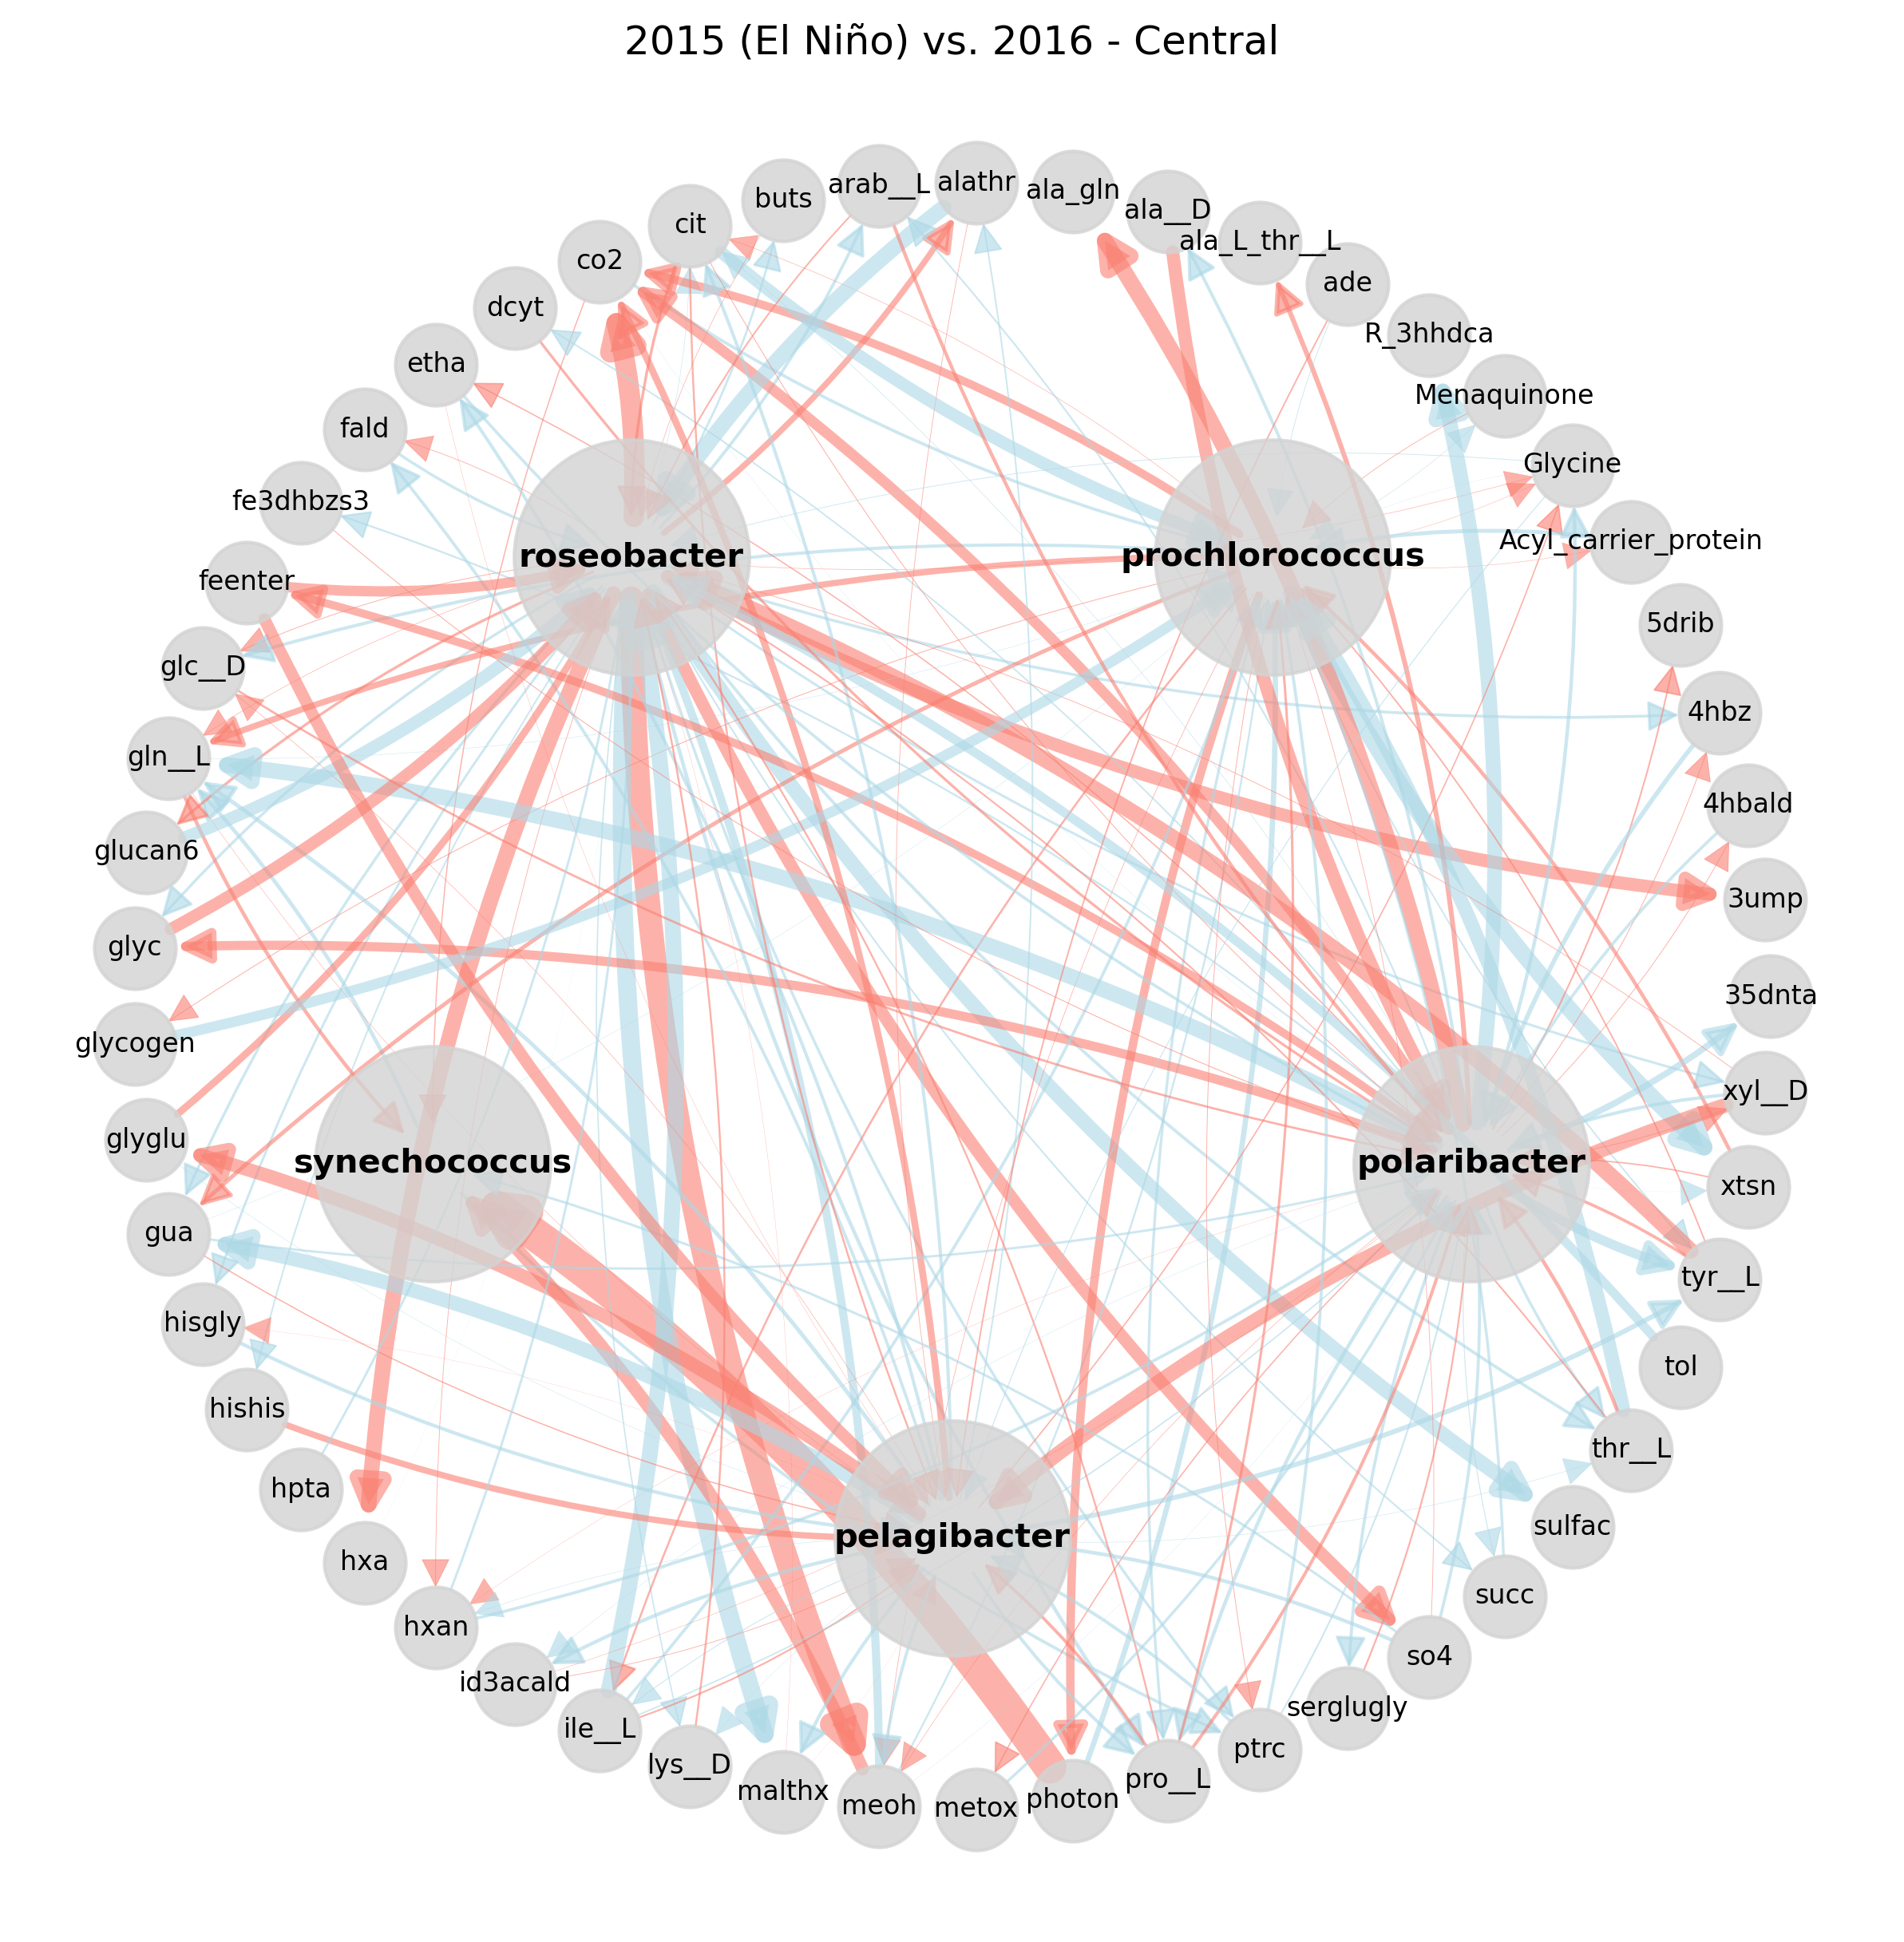 2015 (El Niño) vs. 2016 - Central
alathr
arab__L
ala_gln
buts
ala__D
cit
ala_L_thr__L
co2
ade
dcyt
R_3hhdca
etha
Menaquinone
fald
Glycine
fe3dhbzs3
Acyl_carrier_protein
roseobacter
prochlorococcus
feenter
5drib
glc__D
4hbz
gln__L
4hbald
glucan6
3ump
glyc
35dnta
glycogen
xyl__D
glyglu
synechococcus
polaribacter
xtsn
gua
tyr__L
hisgly
tol
hishis
thr__L
hpta
sulfac
pelagibacter
hxa
succ
hxan
so4
id3acald
serglugly
ile__L
ptrc
lys__D
pro__L
malthx
photon
meoh
metox